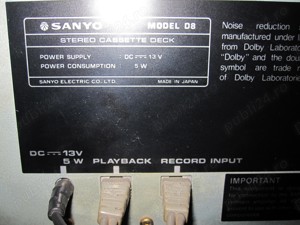 SANYO MODEL D8
STEREO CASSETTE DECK
POWER SUPPLY : DC 13 V
POWER CONSUMPTION : 5 W
SANYO ELECTRIC CO., LTD. MADE IN JAPAN
Noise reduction
manufactured under l
from Dolby Laborato
"Dolby" and the dou
symbol are trade m
of Dolby Laborator
DC 13V
5 W PLAYBACK RECORD INPUT
IMPORTANT